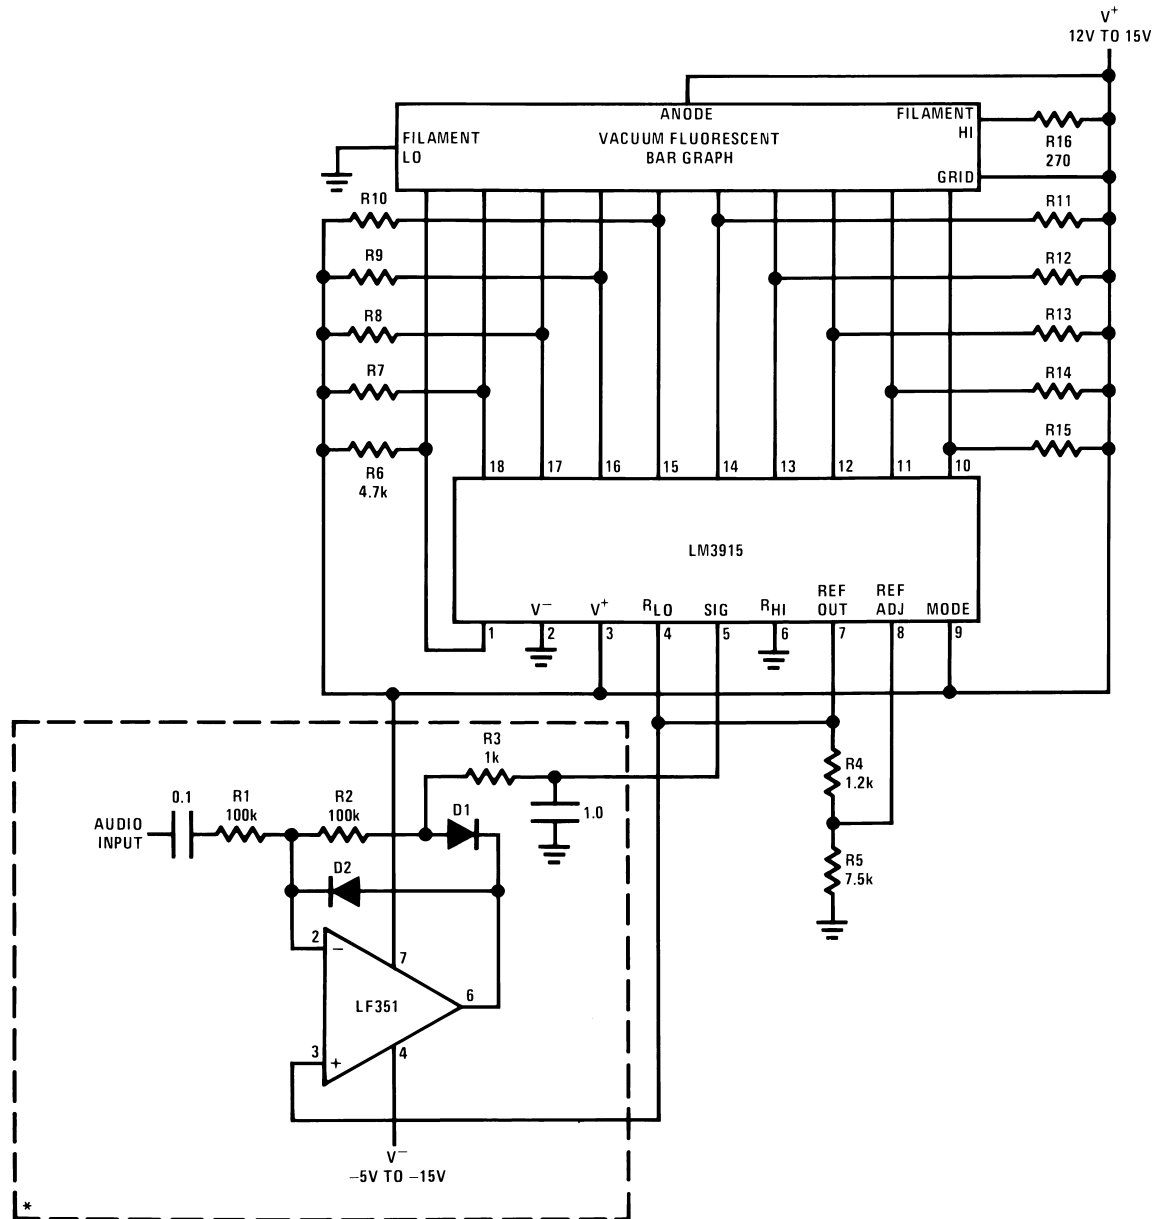 V+
12V TO 15V
ANODE
FILAMENT
LO
VACUUM FLUORESCENT
BAR GRAPH
FILAMENT
HI
GRID
R16
270
R10
R11
R9
R12
R8
R13
R7
R14
R6
4.7k
R15
18 17 16 15 14 13 12 11 10
LM3915
V−
V+
RLO
SIG
RHI
REF
OUT
REF
ADJ
MODE
1 2 3 4 5 6 7 8 9
R3
1k
R4
1.2k
0.1
R1
100k
R2
100k
D1
1.0
AUDIO
INPUT
D2
R5
7.5k
2
−
7
LF351
6
3
+
4
V−
−5V TO −15V
*